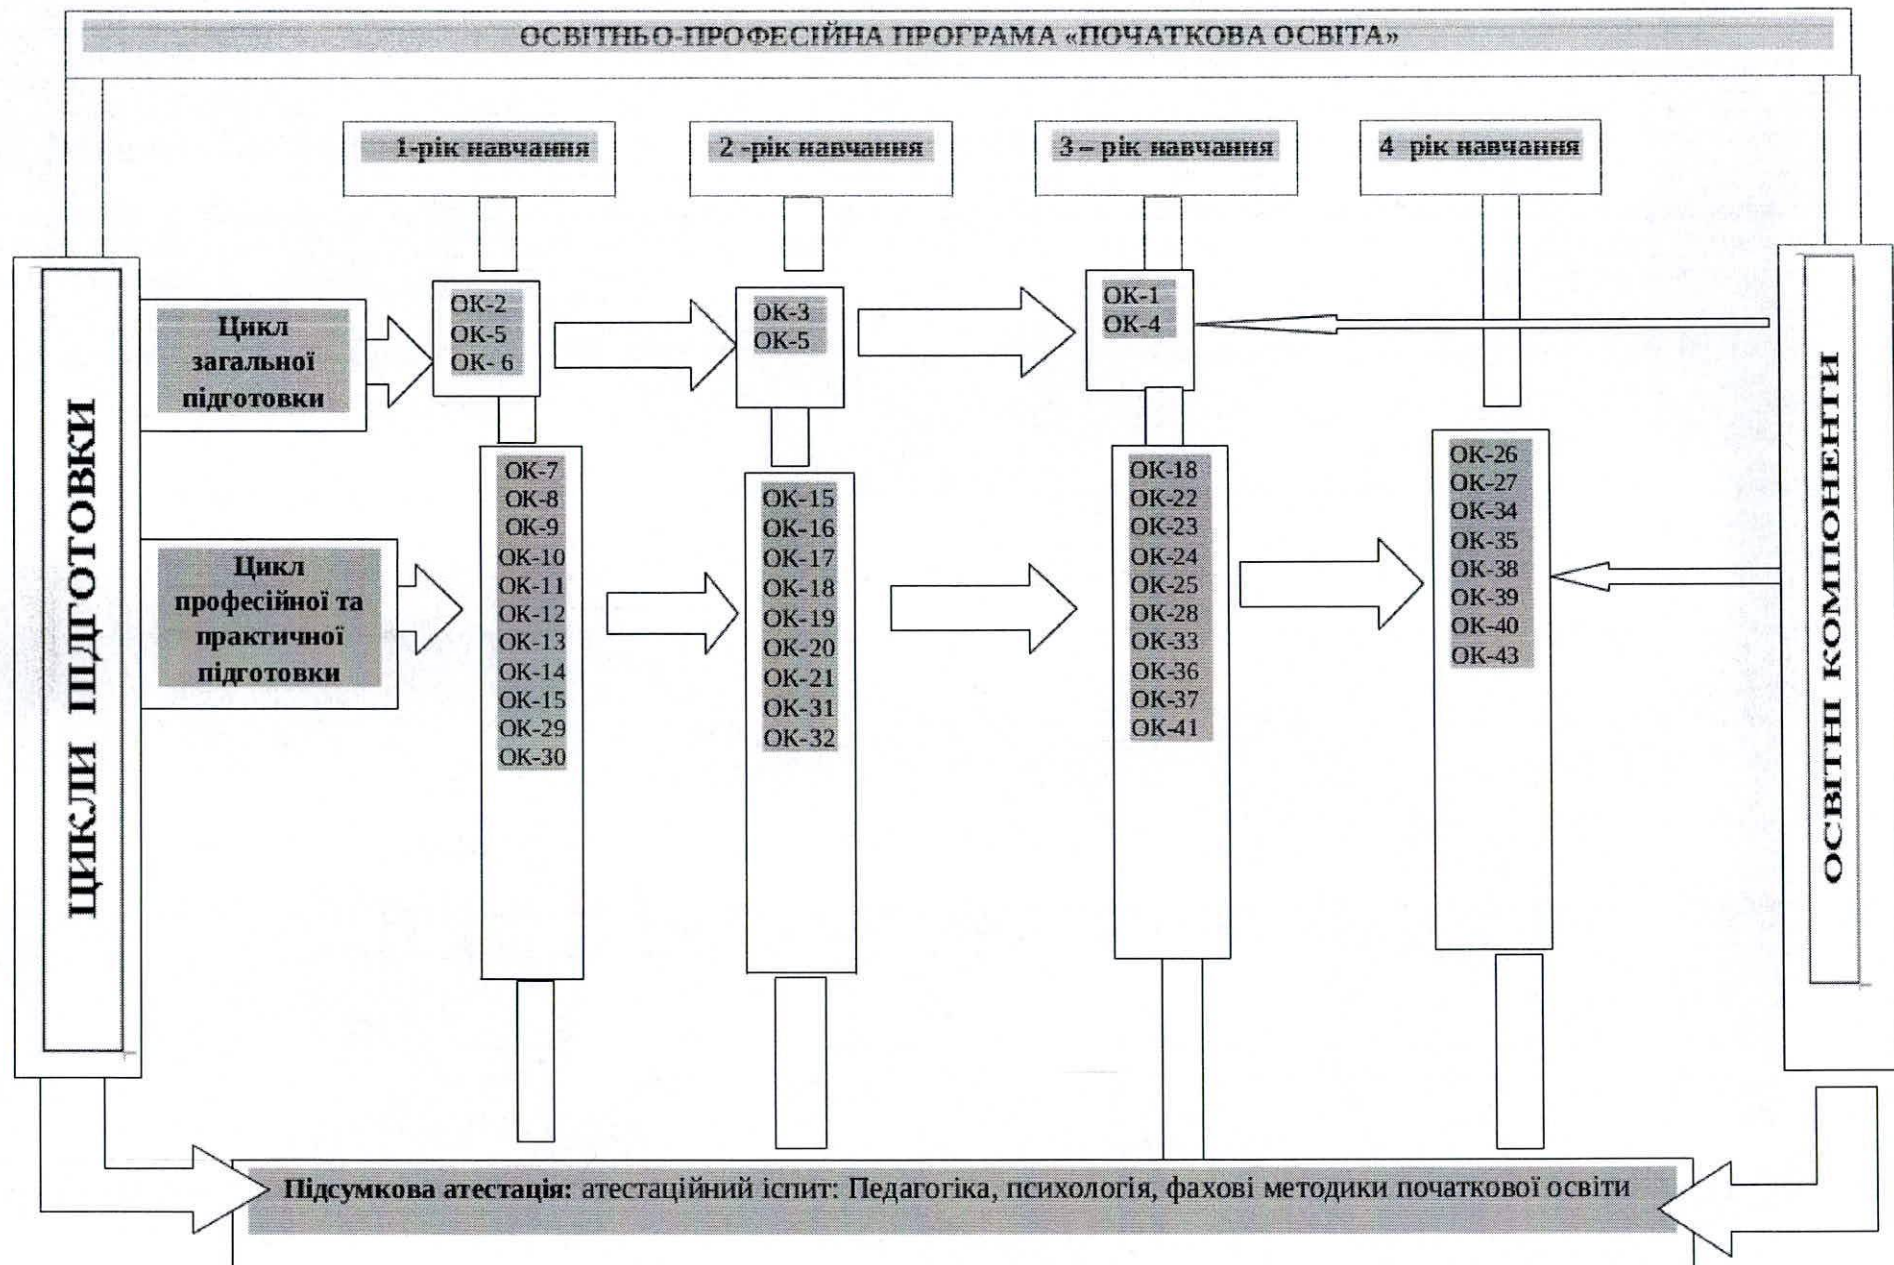 ОСВІТНЬО-ПРОФЕСІЙНА ПРОГРАМА «ПОЧАТКОВА ОСВІТА»
1-рік навчання
2 -рік навчання
3 – рік навчання
4 рік навчання
ЦИКЛИ ПІДГОТОВКИ
Цикл
загальної
підготовки
ОК-2
ОК-5
ОК- 6
ОК-3
ОК-5
ОК-1
ОК-4
Цикл
професійної та
практичної
підготовки
ОК-7
ОК-8
ОК-9
ОК-10
ОК-11
ОК-12
ОК-13
ОК-14
ОК-15
ОК-29
ОК-30
ОК-15
ОК-16
ОК-17
ОК-18
ОК-19
ОК-20
ОК-21
ОК-31
ОК-32
ОК-18
ОК-22
ОК-23
ОК-24
ОК-25
ОК-28
ОК-33
ОК-36
ОК-37
ОК-41
ОК-26
ОК-27
ОК-34
ОК-35
ОК-38
ОК-39
ОК-40
ОК-43
ОСВІТНІ КОМПОНЕНТИ
Підсумкова атестація: атестаційний іспит: Педагогіка, психологія, фахові методики початкової освіти